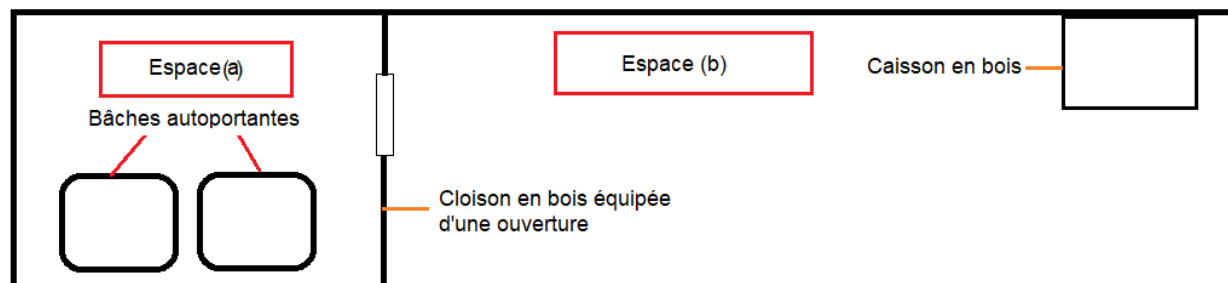 Espace(a)
Espace (b)
Caisson en bois
Bâches autoportantes
Cloison en bois équipée
d'une ouverture